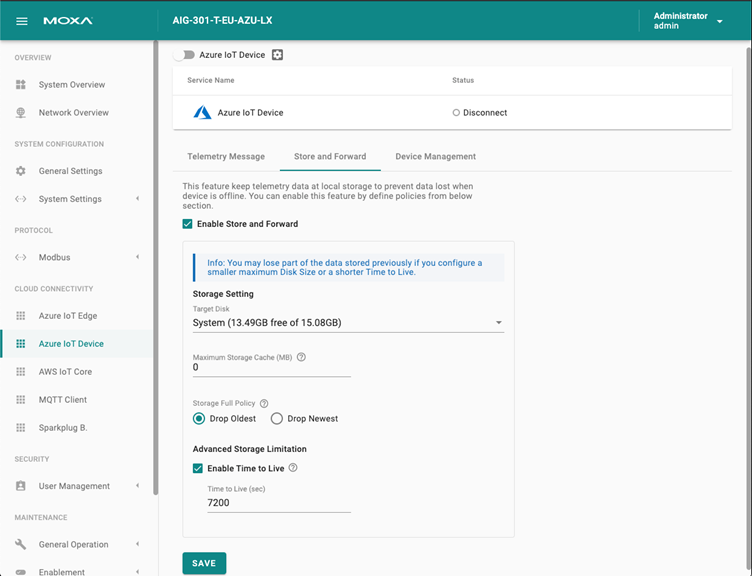 MOXA
AIG-301-T-EU-AZU-LX
Administrator
admin
OVERVIEW
System Overview
Network Overview
SYSTEM CONFIGURATION
General Settings
System Settings
PROTOCOL
Modbus
CLOUD CONNECTIVITY
Azure IoT Edge
Azure IoT Device
AWS IoT Core
MQTT Client
Sparkplug B.
SECURITY
User Management
MAINTENANCE
General Operation
Enablement
Azure IoT Device
Service Name Status
Azure IoT Device Disconnect
Telemetry Message Store and Forward Device Management
This feature keep telemetry data at local storage to prevent data lost when
device is offline. You can enable this feature by define policies from below
section.
Enable Store and Forward
Info: You may lose part of the data stored previously if you configure a
smaller maximum Disk Size or a shorter Time to Live.
Storage Setting
Target Disk
System (13.49GB free of 15.08GB)
Maximum Storage Cache (MB) ?
0
Storage Full Policy ?
Drop Oldest Drop Newest
Advanced Storage Limitation
Enable Time to Live ?
Time to Live (sec)
7200
SAVE